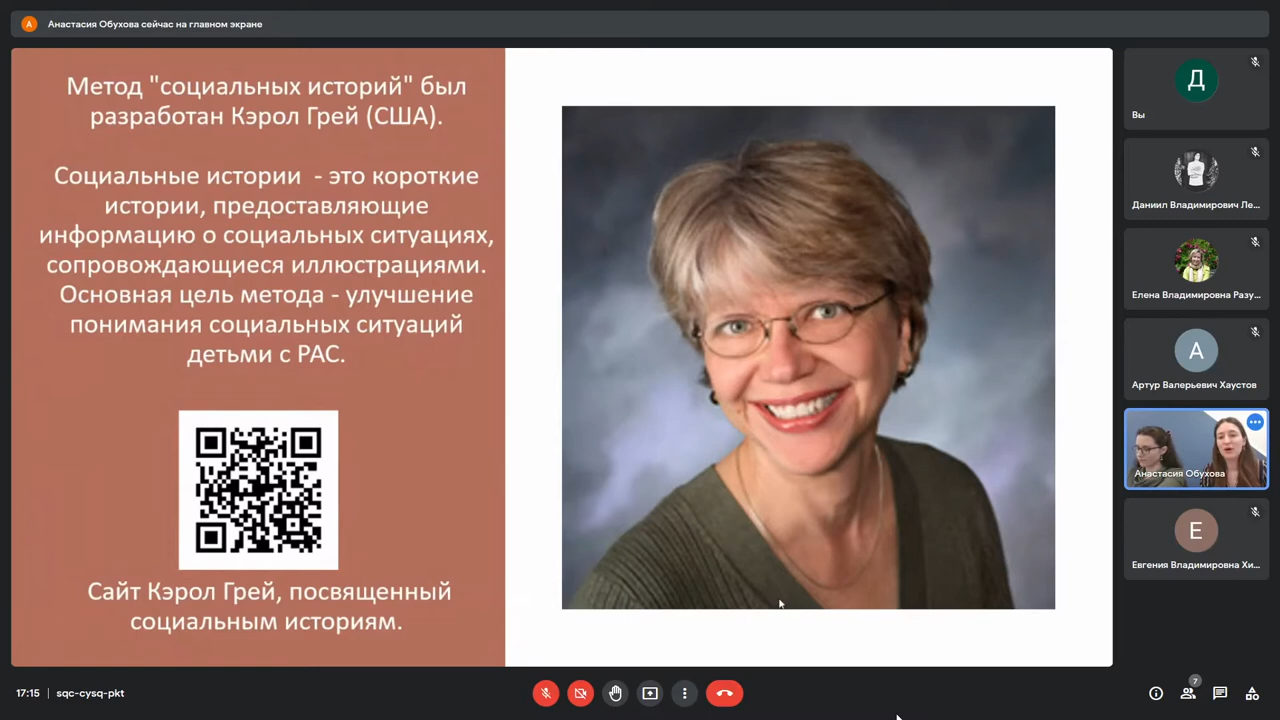 А
Анастасия Обухова сейчас на главном экране
Метод "социальных историй" был
разработан Кэрол Грей (США).
Социальные истории - это короткие
истории, предоставляющие
информацию о социальных ситуациях,
сопровождающиеся иллюстрациями.
Основная цель метода - улучшение
понимания социальных ситуаций
детьми с РАС.
Сайт Кэрол Грей, посвященный
социальным историям.
Д
Вы
Даниил Владимирович Ле...
Елена Владимировна Разу...
А
Артур Валерьевич Хаустов
Анастасия Обухова
Е
Евгения Владимировна Хи...
17:15 | sqc-cysq-pkt
7